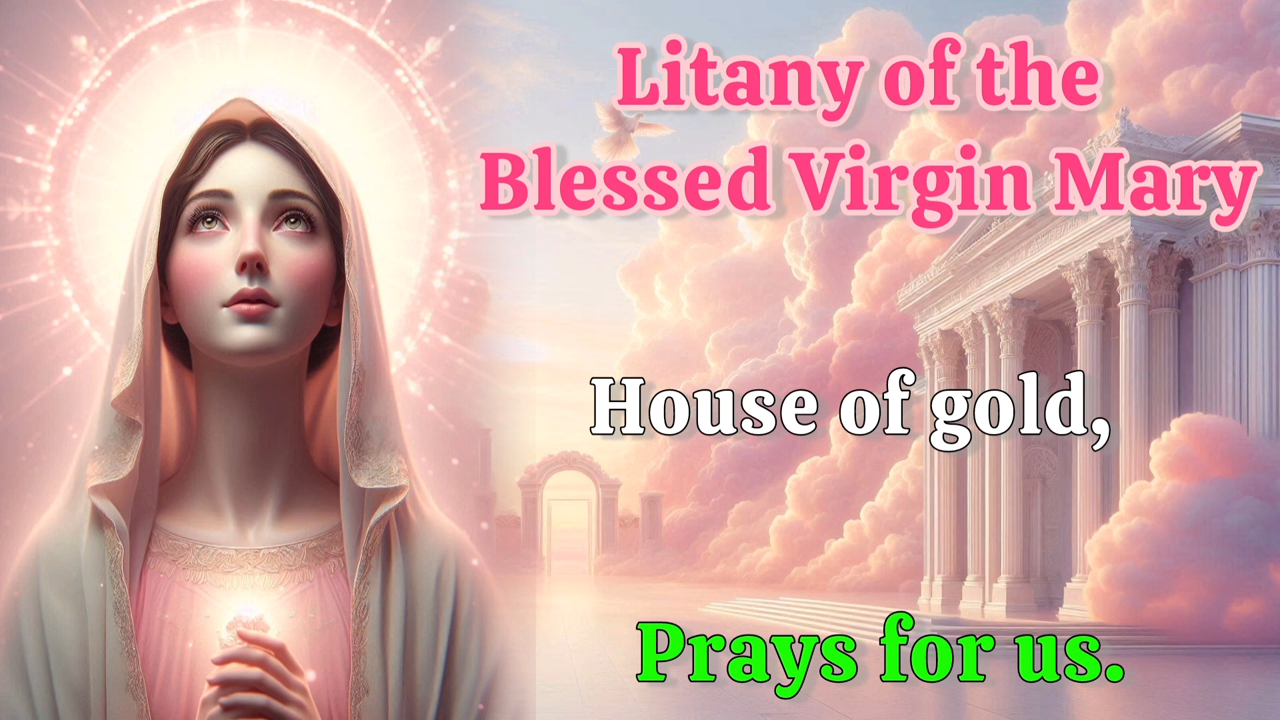 Litany of the
Blessed Virgin Mary
House of gold,
Prays for us.